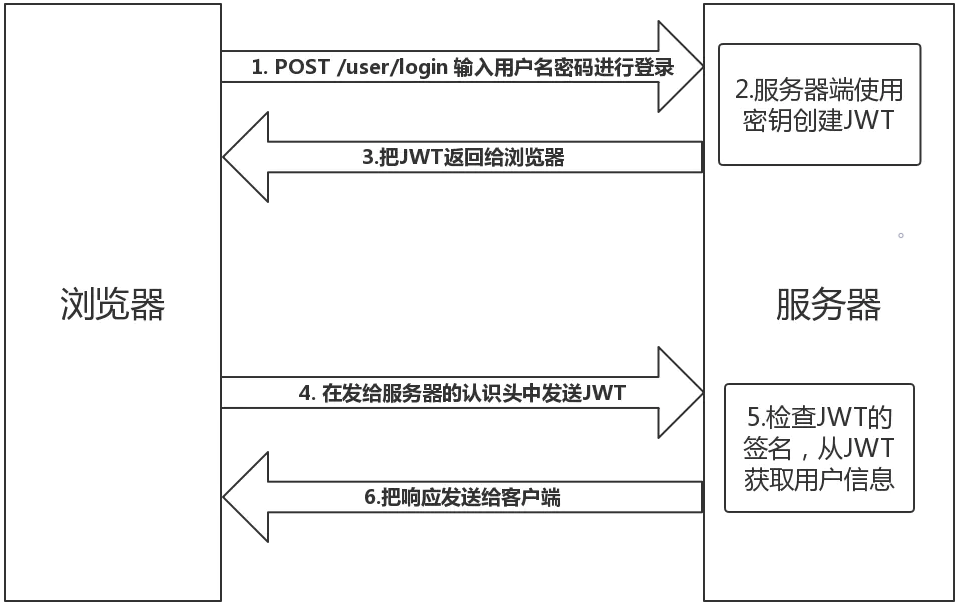 1. POST /user/login 输入用户名密码进行登录
2.服务器端使用
密钥创建JWT
3.把JWT返回给浏览器
。
浏览器
服务器
4. 在发给服务器的认识头中发送JWT
5.检查JWT的
签名，从JWT
获取用户信息
6.把响应发送给客户端